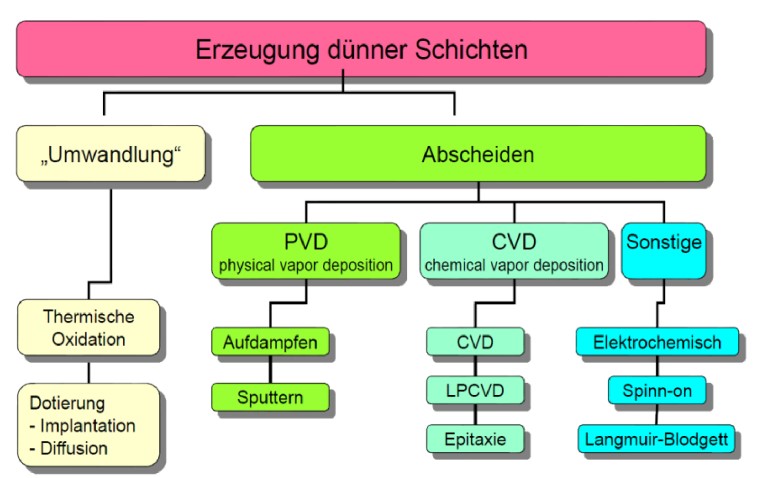 Erzeugung dünner Schichten
„Umwandlung“
Abscheiden
PVD
physical vapor deposition
CVD
chemical vapor deposition
Sonstige
Thermische
Oxidation
Dotierung
- Implantation
- Diffusion
Aufdampfen
Sputtern
CVD
LPCVD
Epitaxie
Elektrochemisch
Spinn-on
Langmuir-Blodgett